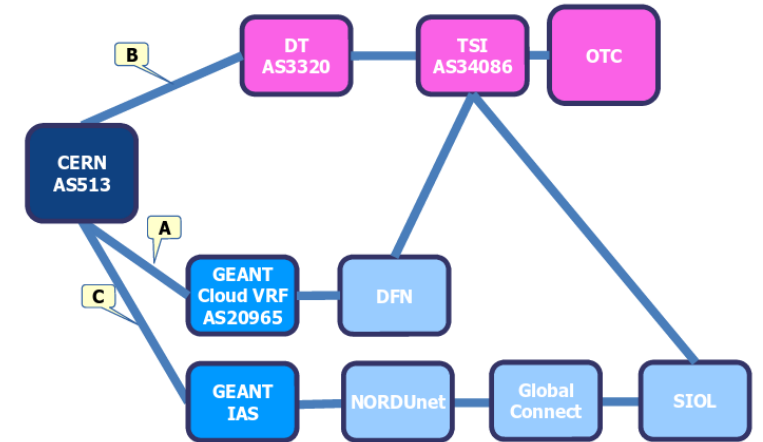 B
DT
AS3320
TSI
AS34086
OTC
CERN
AS513
A
GEANT
Cloud VRF
AS20965
DFN
C
GEANT
IAS
NORDUnet
Global
Connect
SIOL